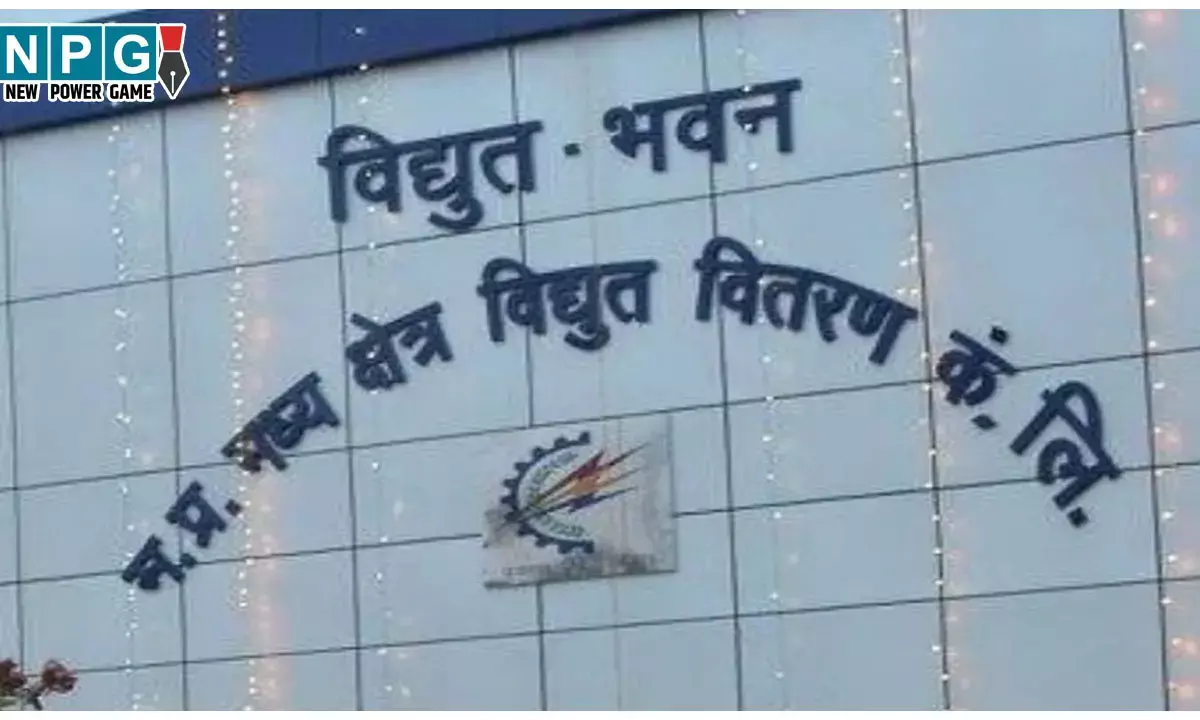 NPG
NEW POWER GAME
विद्युत · भवन
म.प्र. मध्य क्षेत्र विद्युत वितरण कं. लि.